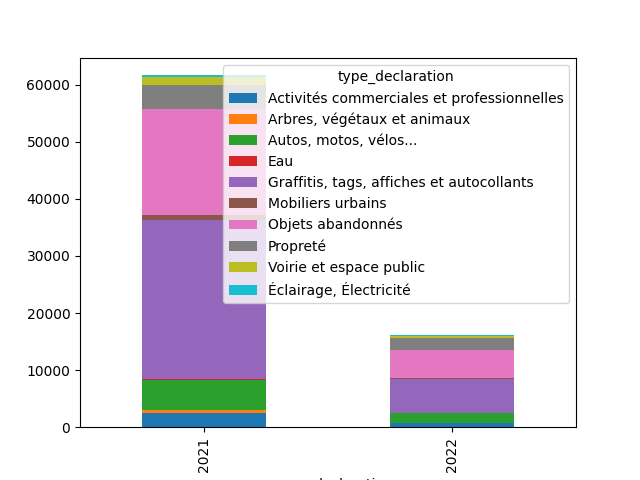 type_declaration
Activités commerciales et professionnelles
Arbres, végétaux et animaux
Autos, motos, vélos...
Eau
Graffitis, tags, affiches et autocollants
Mobiliers urbains
Objets abandonnés
Propreté
Voirie et espace public
Éclairage, Électricité
60000
50000
40000
30000
20000
10000
0
2021
2022